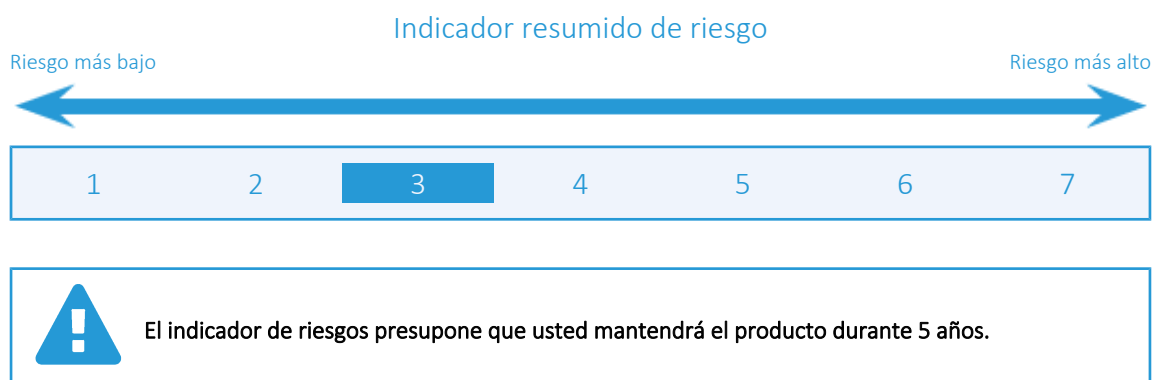 Indicador resumido de riesgo
Riesgo más bajo Riesgo más alto
1 2 3 4 5 6 7
El indicador de riesgos presupone que usted mantendrá el producto durante 5 años.